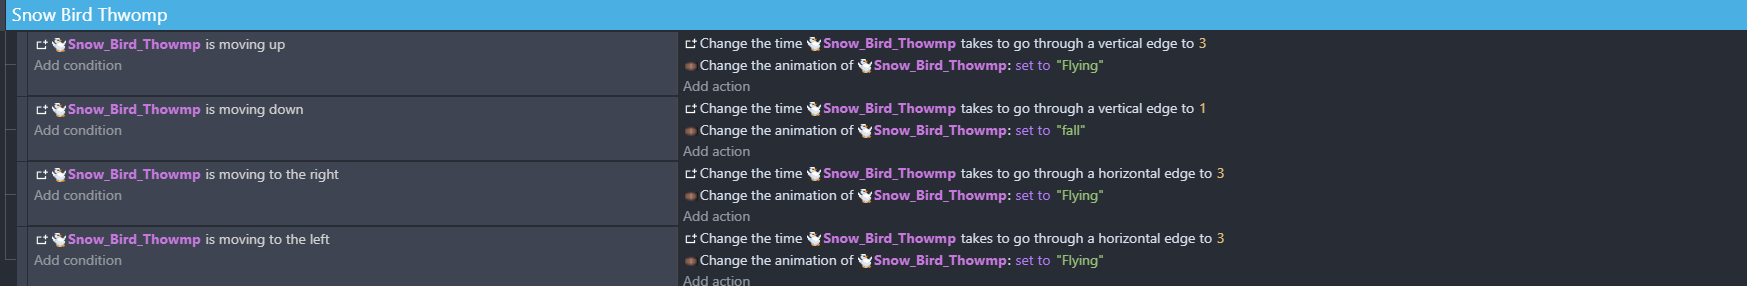 Snow Bird Thwomp
Snow_Bird_Thowmp is moving up
Add condition
Change the time Snow_Bird_Thowmp takes to go through a vertical edge to 3
Change the animation of Snow_Bird_Thowmp: set to "Flying"
Add action
Snow_Bird_Thowmp is moving down
Add condition
Change the time Snow_Bird_Thowmp takes to go through a vertical edge to 1
Change the animation of Snow_Bird_Thowmp: set to "fall"
Add action
Snow_Bird_Thowmp is moving to the right
Add condition
Change the time Snow_Bird_Thowmp takes to go through a horizontal edge to 3
Change the animation of Snow_Bird_Thowmp: set to "Flying"
Add action
Snow_Bird_Thowmp is moving to the left
Add condition
Change the time Snow_Bird_Thowmp takes to go through a horizontal edge to 3
Change the animation of Snow_Bird_Thowmp: set to "Flying"
Add action